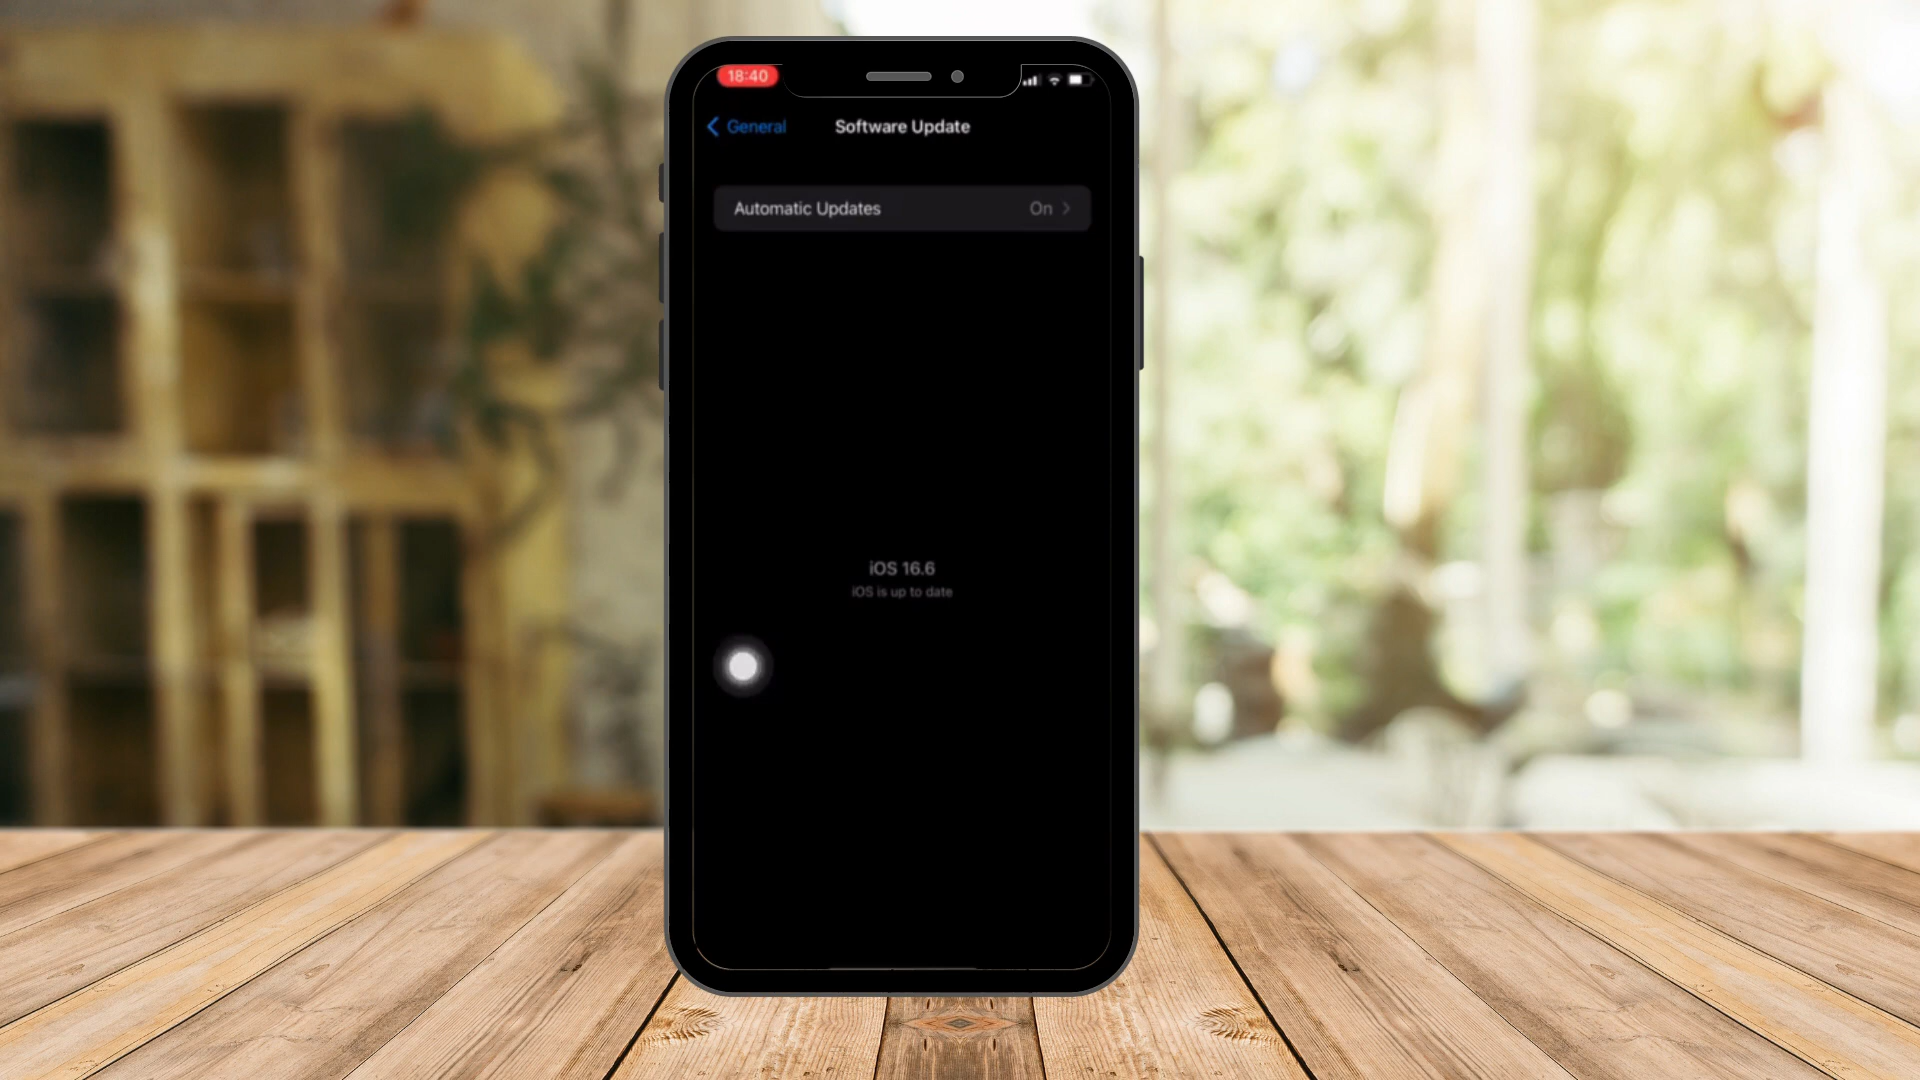 18:40
General
Software Update
Automatic Updates
On
iOS 16.6
iOS is up to date